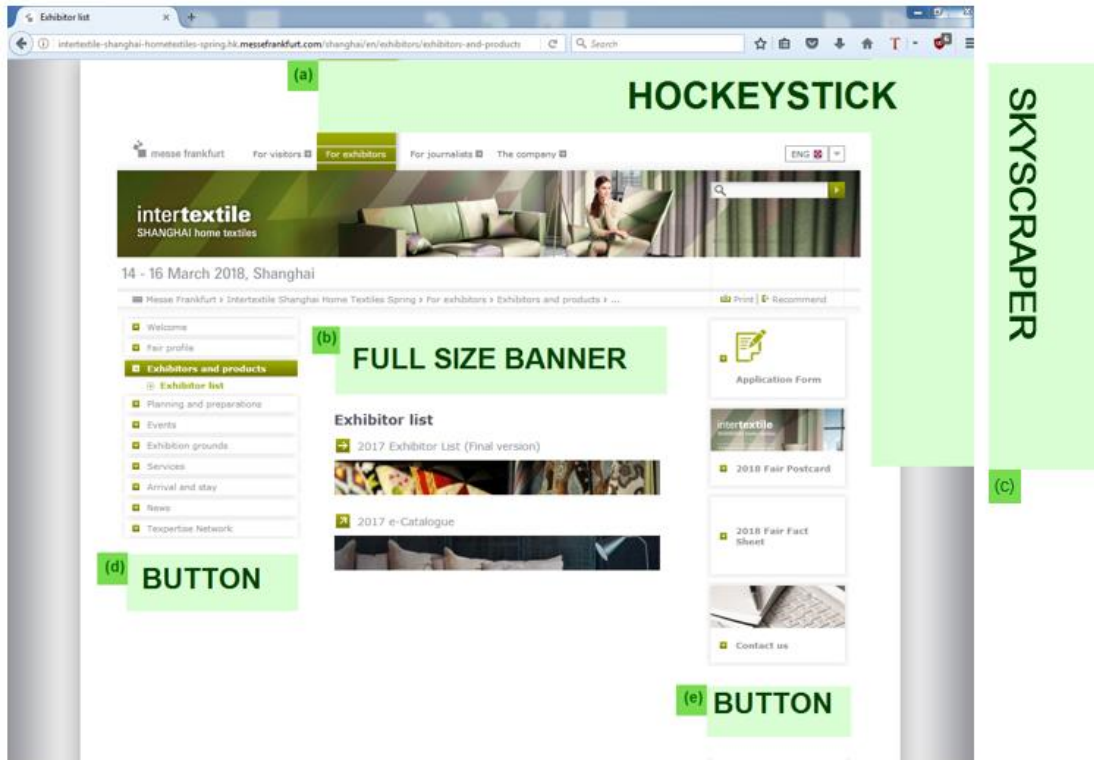 Exhibitor list
intertextile-shanghai-hometextiles-spring.hk.messefrankfurt.com/shanghai/en/exhibitors/exhibitors-and-products
Search
(a)
HOCKEYSTICK
SKYSCRAPER
(c)
messe frankfurt
For visitors
For exhibitors
For journalists
The company
ENG
intertextile
SHANGHAI home textiles
14 - 16 March 2018, Shanghai
Messe Frankfurt › Intertextile Shanghai Home Textiles Spring › For exhibitors › Exhibitors and products › ...
Print | Recommend
Welcome
Fair profile
Exhibitors and products
Exhibitor list
Planning and preparations
Events
Exhibition grounds
Services
Arrival and stay
News
Texpertise Network
(b)
FULL SIZE BANNER
Exhibitor list
2017 Exhibitor List (Final version)
2017 e-Catalogue
Application Form
intertextile
2018 Fair Postcard
2018 Fair Fact
Sheet
Contact us
(d)
BUTTON
(e)
BUTTON